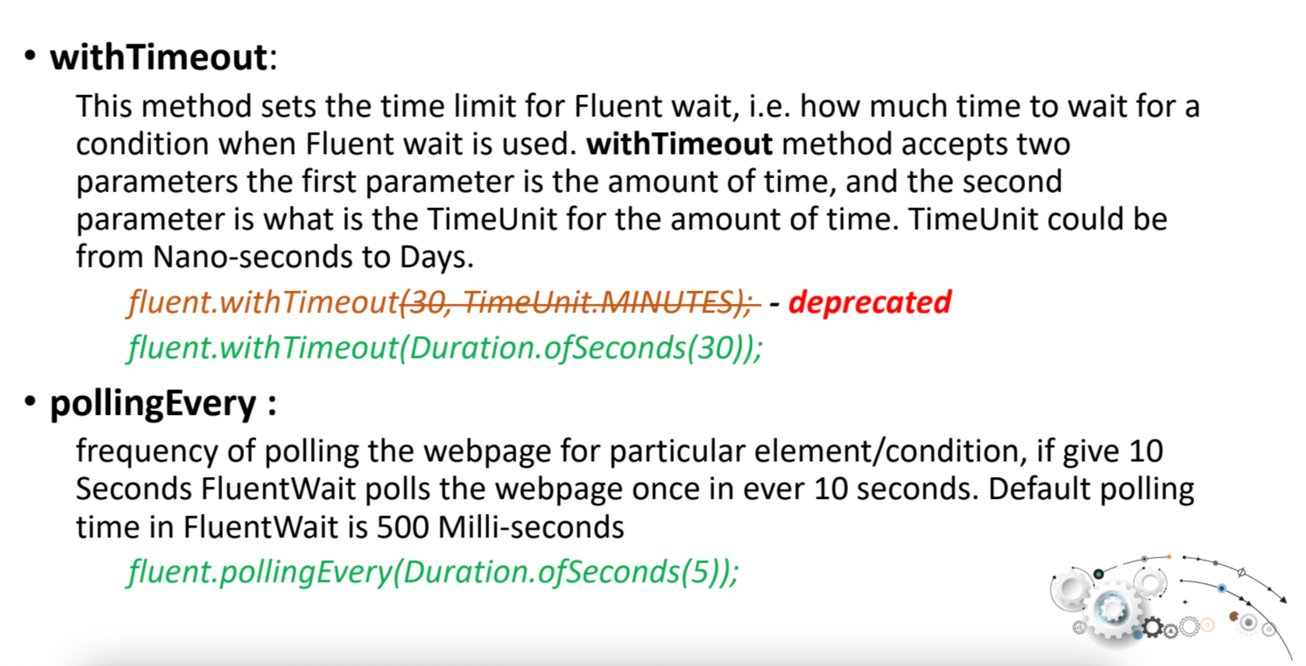 • withTimeout:
This method sets the time limit for Fluent wait, i.e. how much time to wait for a
condition when Fluent wait is used. withTimeout method accepts two
parameters the first parameter is the amount of time, and the second
parameter is what is the TimeUnit for the amount of time. TimeUnit could be
from Nano-seconds to Days.
fluent.withTimeout(30, TimeUnit.MINUTES); - deprecated
fluent.withTimeout(Duration.ofSeconds(30));
• pollingEvery :
frequency of polling the webpage for particular element/condition, if give 10
Seconds FluentWait polls the webpage once in ever 10 seconds. Default polling
time in FluentWait is 500 Milli-seconds
fluent.pollingEvery(Duration.ofSeconds(5));